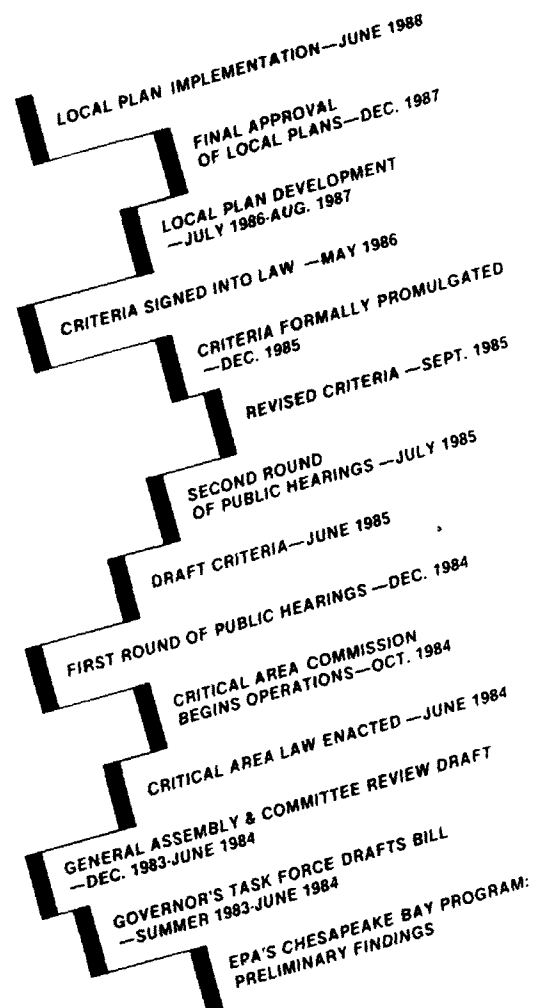 LOCAL PLAN IMPLEMENTATION—JUNE 1988
FINAL APPROVAL
OF LOCAL PLANS—DEC. 1987
LOCAL PLAN DEVELOPMENT
—JULY 1986-AUG. 1987
CRITERIA SIGNED INTO LAW —MAY 1986
CRITERIA FORMALLY PROMULGATED
—DEC. 1985
REVISED CRITERIA —SEPT. 1985
SECOND ROUND
OF PUBLIC HEARINGS —JULY 1985
DRAFT CRITERIA—JUNE 1985
FIRST ROUND OF PUBLIC HEARINGS —DEC. 1984
CRITICAL AREA COMMISSION
BEGINS OPERATIONS—OCT. 1984
CRITICAL AREA LAW ENACTED —JUNE 1984
GENERAL ASSEMBLY & COMMITTEE REVIEW DRAFT
—DEC. 1983-JUNE 1984
GOVERNOR'S TASK FORCE DRAFTS BILL
—SUMMER 1983-JUNE 1984
EPA'S CHESAPEAKE BAY PROGRAM:
PRELIMINARY FINDINGS